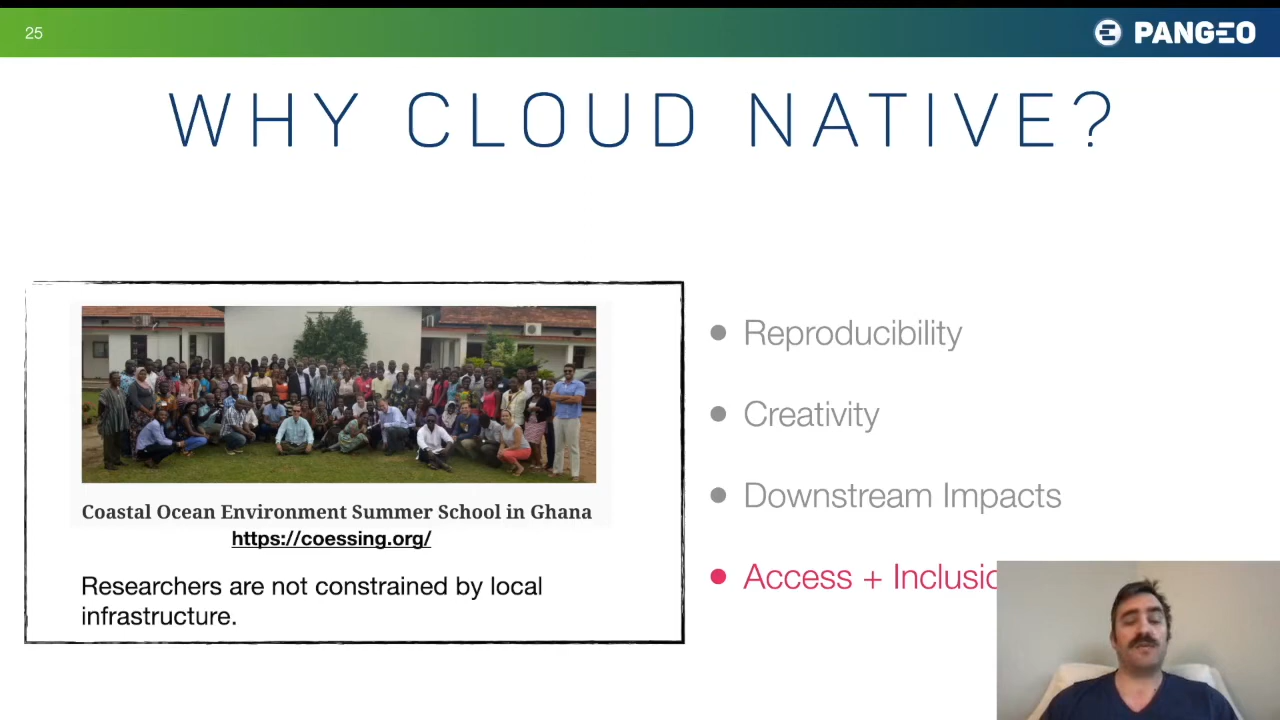 25
PANGEO
WHY CLOUD NATIVE?
Coastal Ocean Environment Summer School in Ghana
https://coessing.org/
Researchers are not constrained by local
infrastructure.
Reproducibility
Creativity
Downstream Impacts
Access +